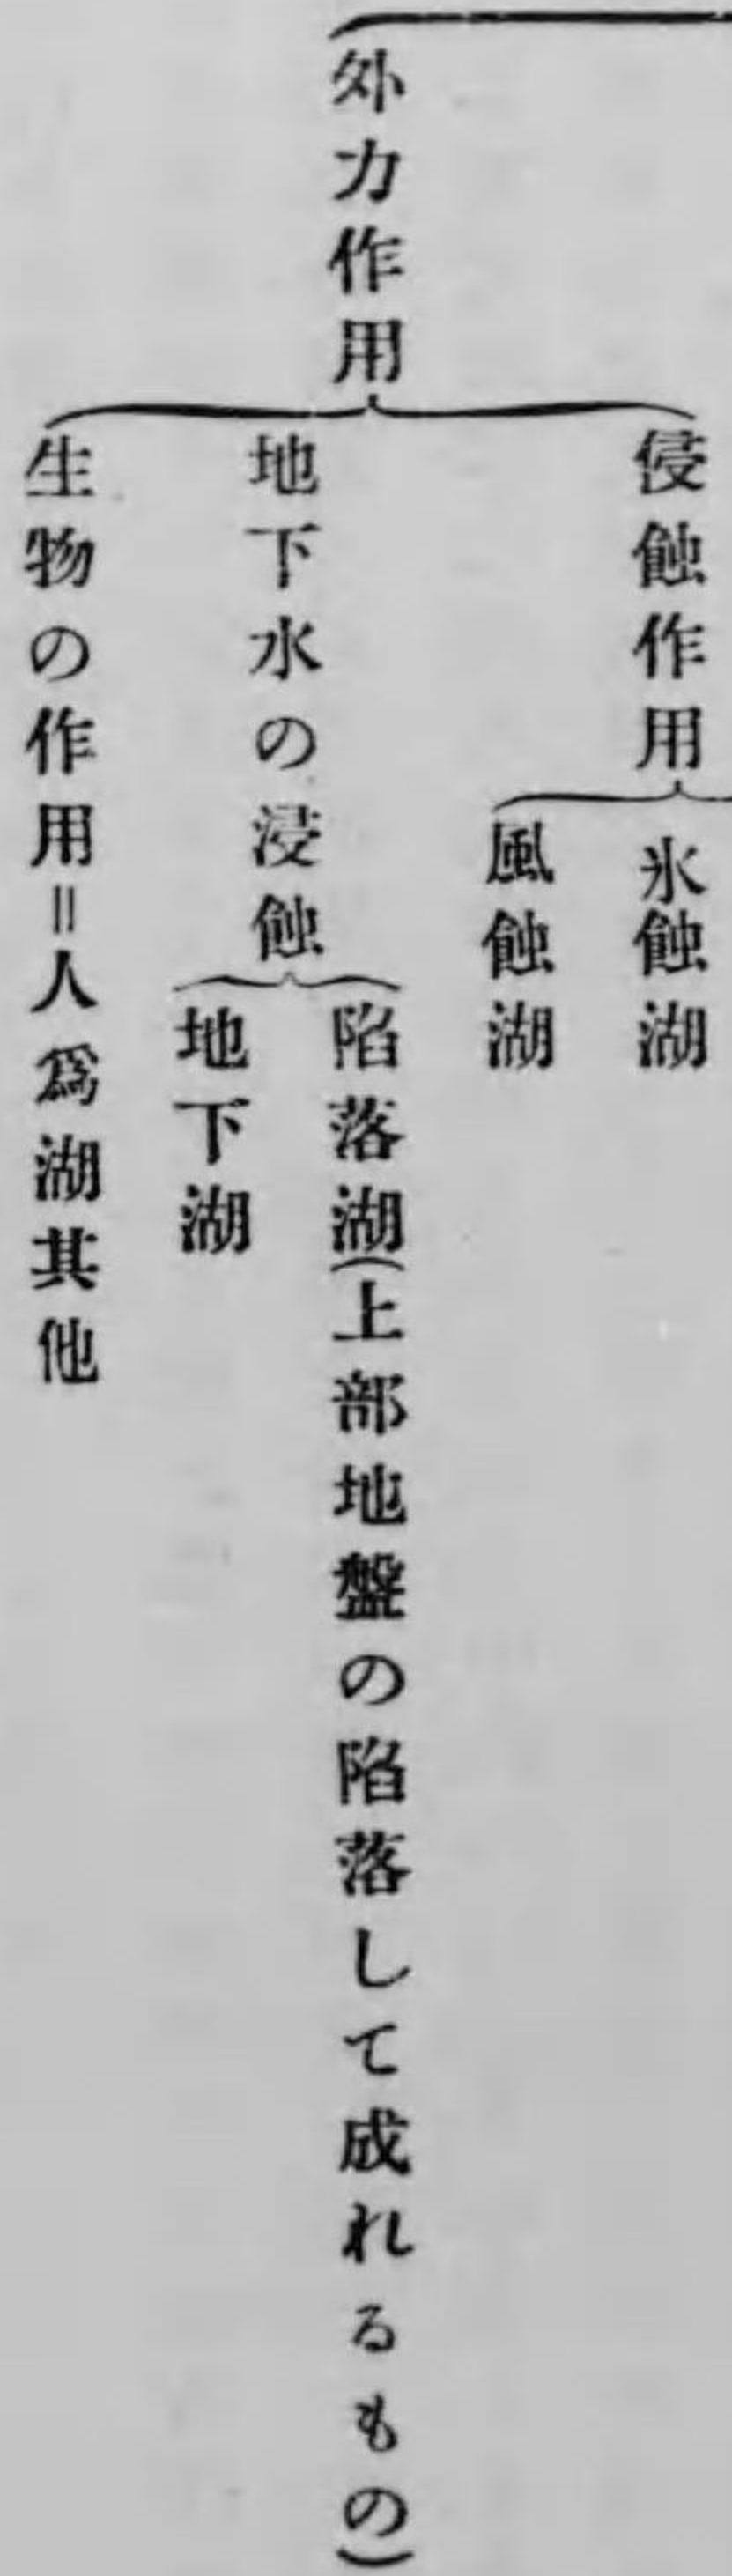 外力作用
侵蝕作用
氷蝕湖
風蝕湖
地下水の浸蝕
陷落湖(上部地盤の陷落して成れるもの)
地下湖
生物の作用=人爲湖其他